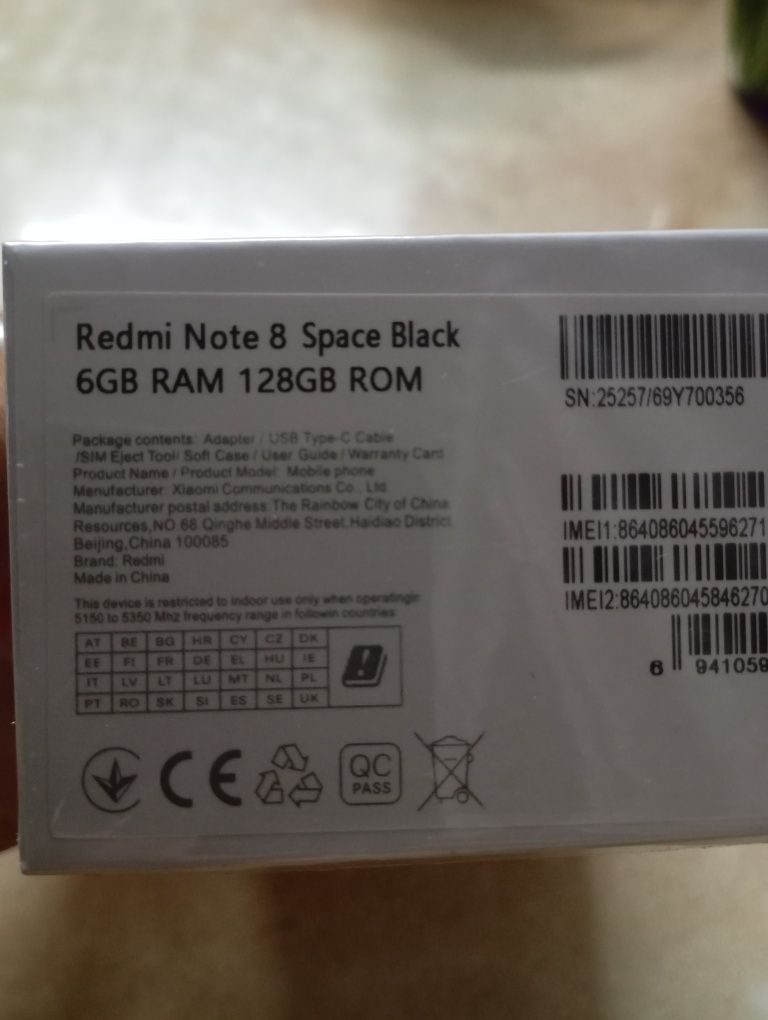 Redmi Note 8 Space Black
6GB RAM 128GB ROM
Package contents: Adapter / USB Type-C Cable
/SIM Eject Tool/ Soft Case / User Guide / Warranty Card
Product Name / Product Model: Mobile phone
Manufacturer: Xiaomi Communications Co., Ltd
Manufacturer postal address:The Rainbow City of China
Resources,NO.68 Qinghe Middle Street,Haidiao District,
Beijing,China 100085
Brand: Redmi
Made in China
This device is restricted to indoor use only when operatingin
5150 to 5350 Mhz frequency range in followin countries:
AT BE BG HR CY CZ DK
EE FI FR DE EL HU IE
IT LV LT LU MT NL PL
PT RO SK SI ES SE UK
CE
QC
PASS
SN:25257/69Y700356
IMEI1:864086045596271
IMEI2:864086045846270
6 941059